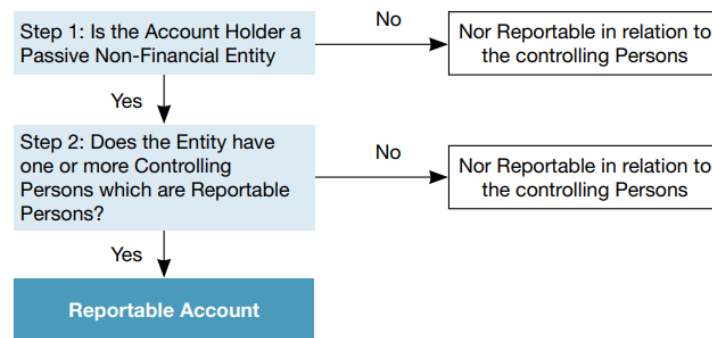 Step 1: Is the Account Holder a
Passive Non-Financial Entity
No
Nor Reportable in relation to
the controlling Persons
Yes
Step 2: Does the Entity have
one or more Controlling
Persons which are Reportable
Persons?
No
Nor Reportable in relation to
the controlling Persons
Yes
Reportable Account